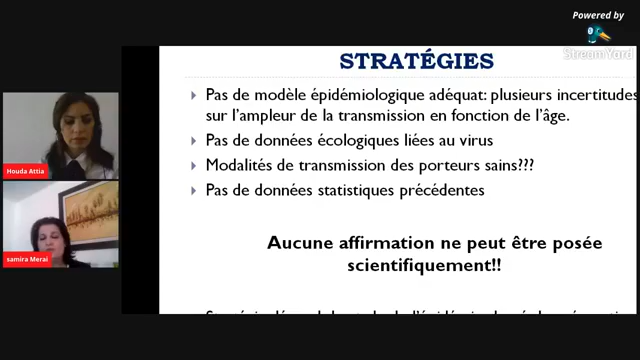 Powered by
StreamYard
STRATÉGIES
Pas de modèle épidémiologique adéquat: plusieurs incertitudes
sur l'ampleur de la transmission en fonction de l'âge.
Pas de données écologiques liées au virus
Modalités de transmission des porteurs sains???
Pas de données statistiques précédentes
Aucune affirmation ne peut être posée
scientifiquement!!
Houda Attia
samira Merai